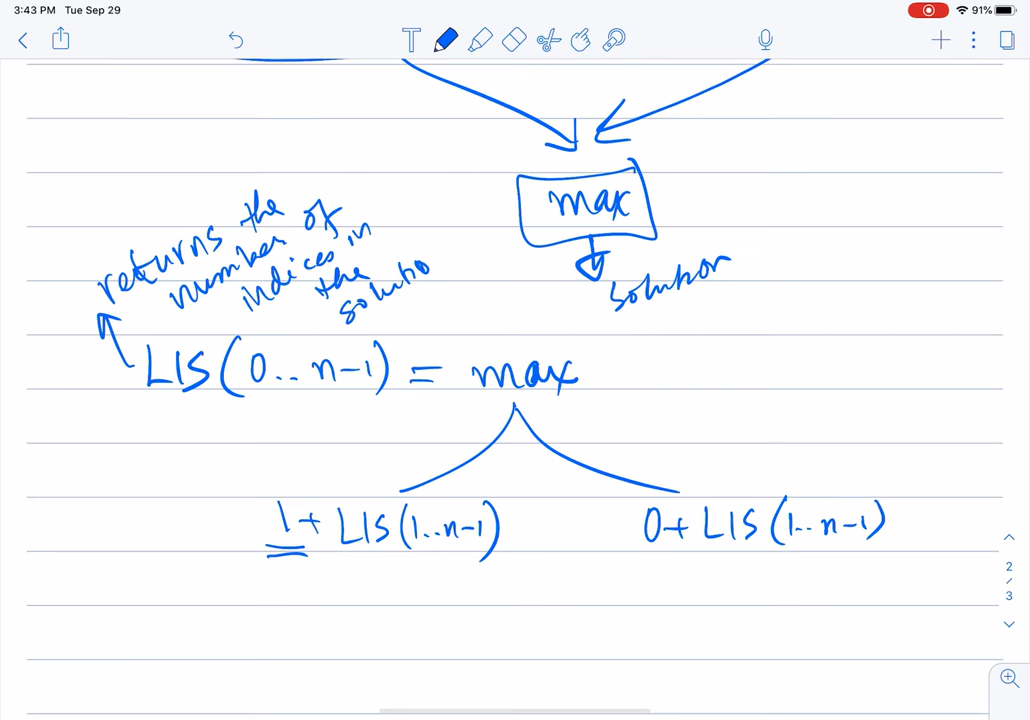 3:43 PM Tue Sep 29
91%
T
max
solution
returns the
number of
indices in
the
solutio
LIS(0..n-1) = max
1+ LIS(1..n-1)
0+ LIS(1..n-1)
2
/
3